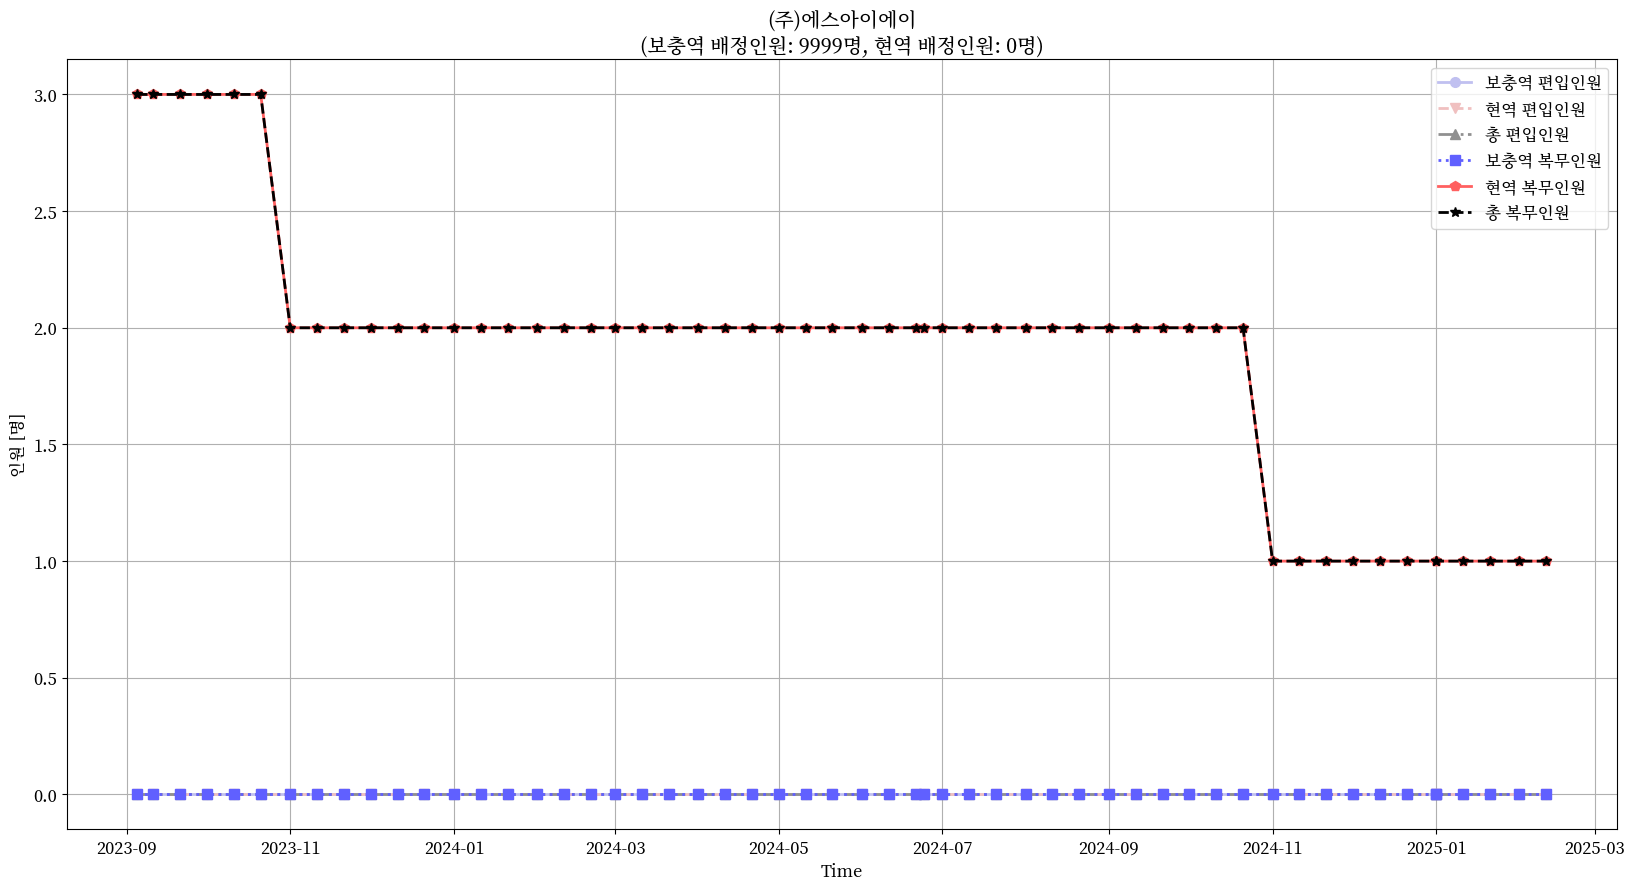 (주)에스아이에이
(보충역 배정인원: 9999명, 현역 배정인원: 0명)
보충역 편입인원
현역 편입인원
총 편입인원
보충역 복무인원
현역 복무인원
총 복무인원
인원 [명]
3.0
2.5
2.0
1.5
1.0
0.5
0.0
2023-09 2023-11 2024-01 2024-03 2024-05 2024-07 2024-09 2024-11 2025-01 2025-03
Time